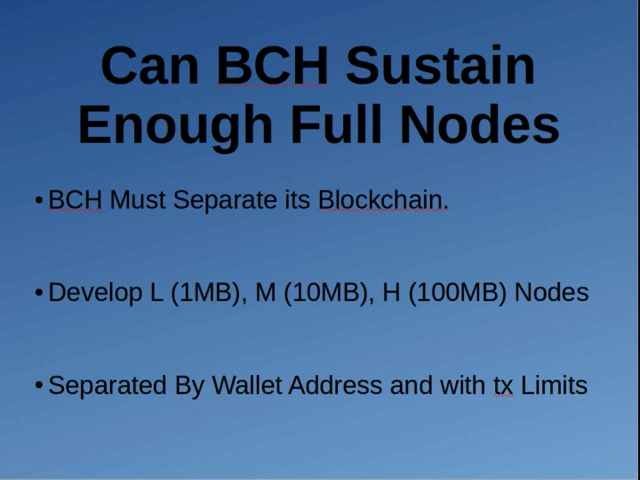 Can BCH Sustain
Enough Full Nodes
•BCH Must Separate its Blockchain.
•Develop L (1MB), M (10MB), H (100MB) Nodes
•Separated By Wallet Address and with tx Limits